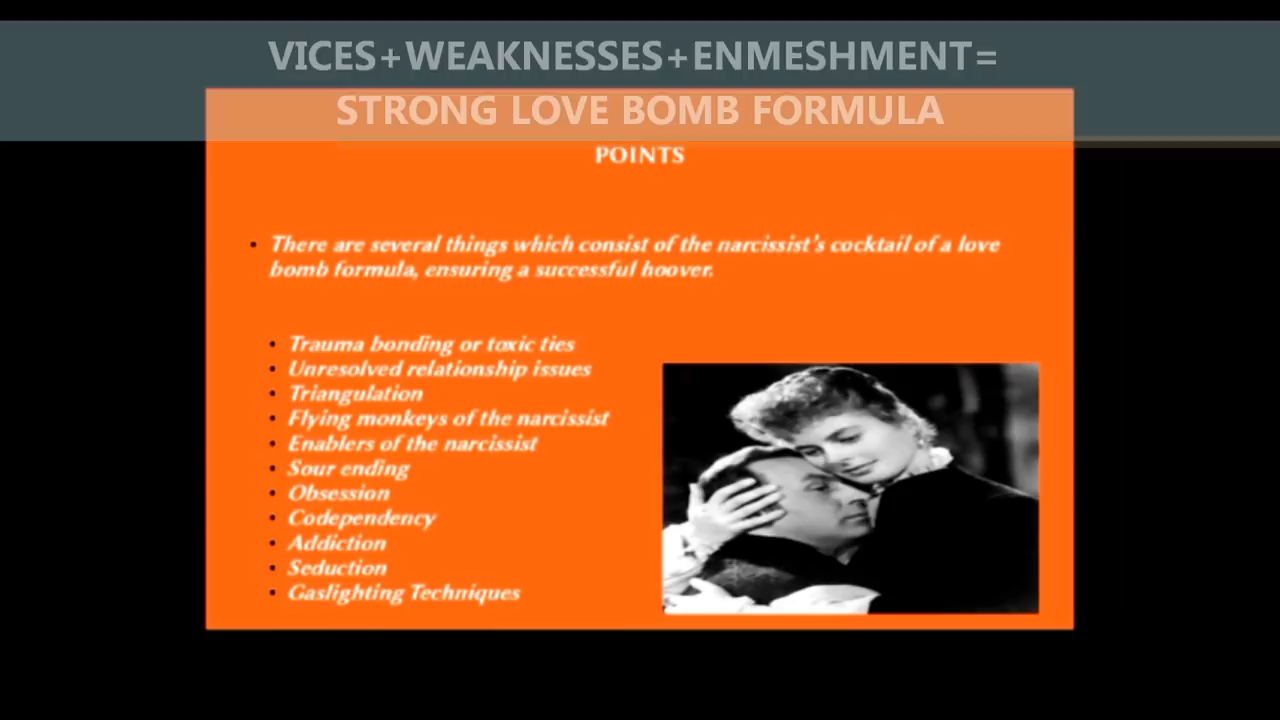 VICES+WEAKNESSES+ENMESHMENT=
STRONG LOVE BOMB FORMULA
POINTS
• There are several things which consist of the narcissist's cocktail of a love
bomb formula, ensuring a successful hoover.
• Trauma bonding or toxic ties
• Unresolved relationship issues
• Triangulation
• Flying monkeys of the narcissist
• Enablers of the narcissist
• Sour ending
• Obsession
• Codependency
• Addiction
• Seduction
• Gaslighting Techniques